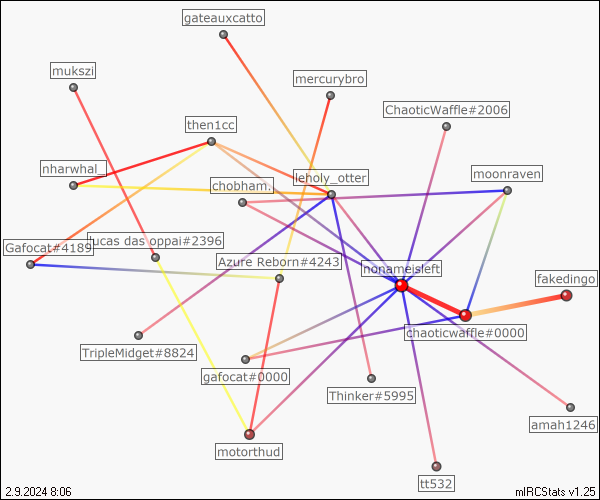 gateauxcatto
mukszi
mercurybro
ChaoticWaffle#2006
then1cc
nharwhal_
leholy_otter
moonraven
chobham.
Gafocat#4189
lucas das oppai#2396
Azure Reborn#4243
nonameisleft
fakedingo
chaoticwaffle#0000
TripleMidget#8824
gafocat#0000
Thinker#5995
amah1246
motorthud
tt532
2.9.2024 8:06
mIRCStats v1.25